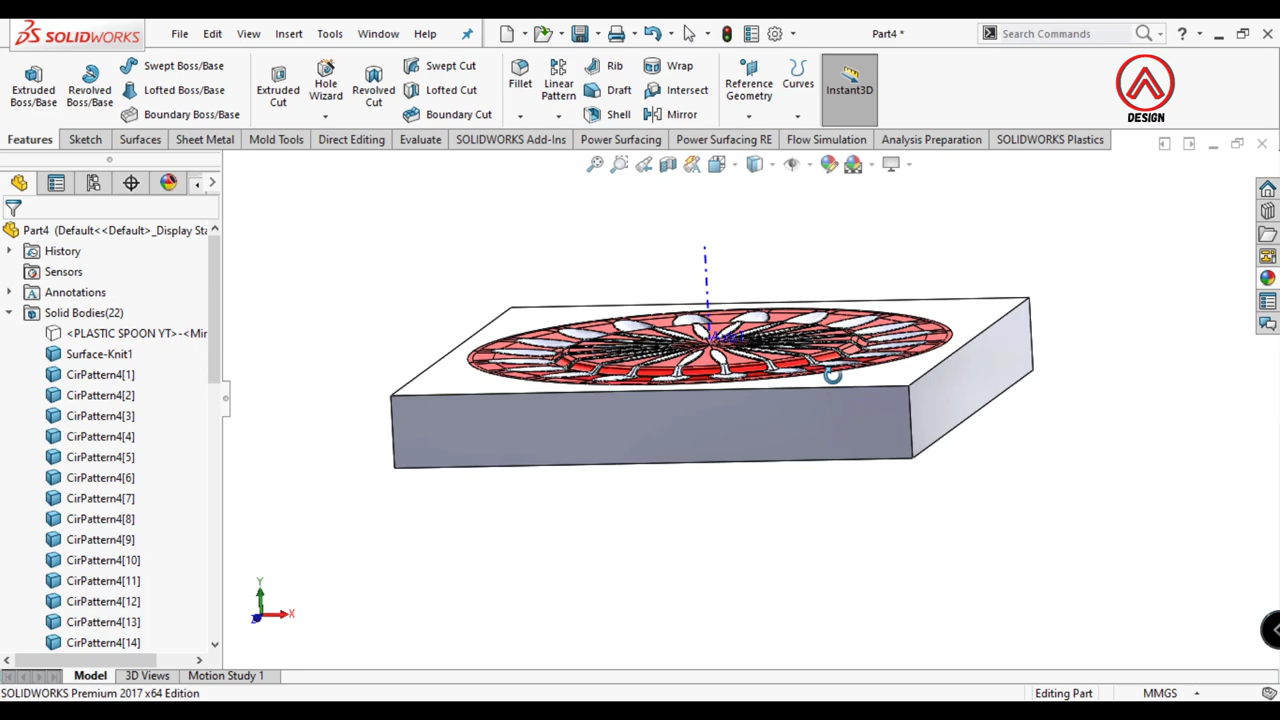 SOLIDWORKS
File Edit View Insert Tools Window Help
Part4 *
Search Commands
?
DESIGN
Extruded Boss/Base
Revolved Boss/Base
Swept Boss/Base
Lofted Boss/Base
Boundary Boss/Base
Extruded Cut
Hole Wizard
Revolved Cut
Swept Cut
Lofted Cut
Boundary Cut
Fillet
Linear Pattern
Rib
Draft
Shell
Wrap
Intersect
Mirror
Reference Geometry
Curves
Instant3D
Features Sketch Surfaces Sheet Metal Mold Tools Direct Editing Evaluate SOLIDWORKS Add-Ins Power Surfacing Power Surfacing RE Flow Simulation Analysis Preparation SOLIDWORKS Plastics
Part4 (Default<<Default>_Display Sta
History
Sensors
Annotations
Solid Bodies(22)
<PLASTIC SPOON YT>-<Mir
Surface-Knit1
CirPattern4[1]
CirPattern4[2]
CirPattern4[3]
CirPattern4[4]
CirPattern4[5]
CirPattern4[6]
CirPattern4[7]
CirPattern4[8]
CirPattern4[9]
CirPattern4[10]
CirPattern4[11]
CirPattern4[12]
CirPattern4[13]
CirPattern4[14]
Y
X
Model 3D Views Motion Study 1
SOLIDWORKS Premium 2017 x64 Edition
Editing Part
MMGS